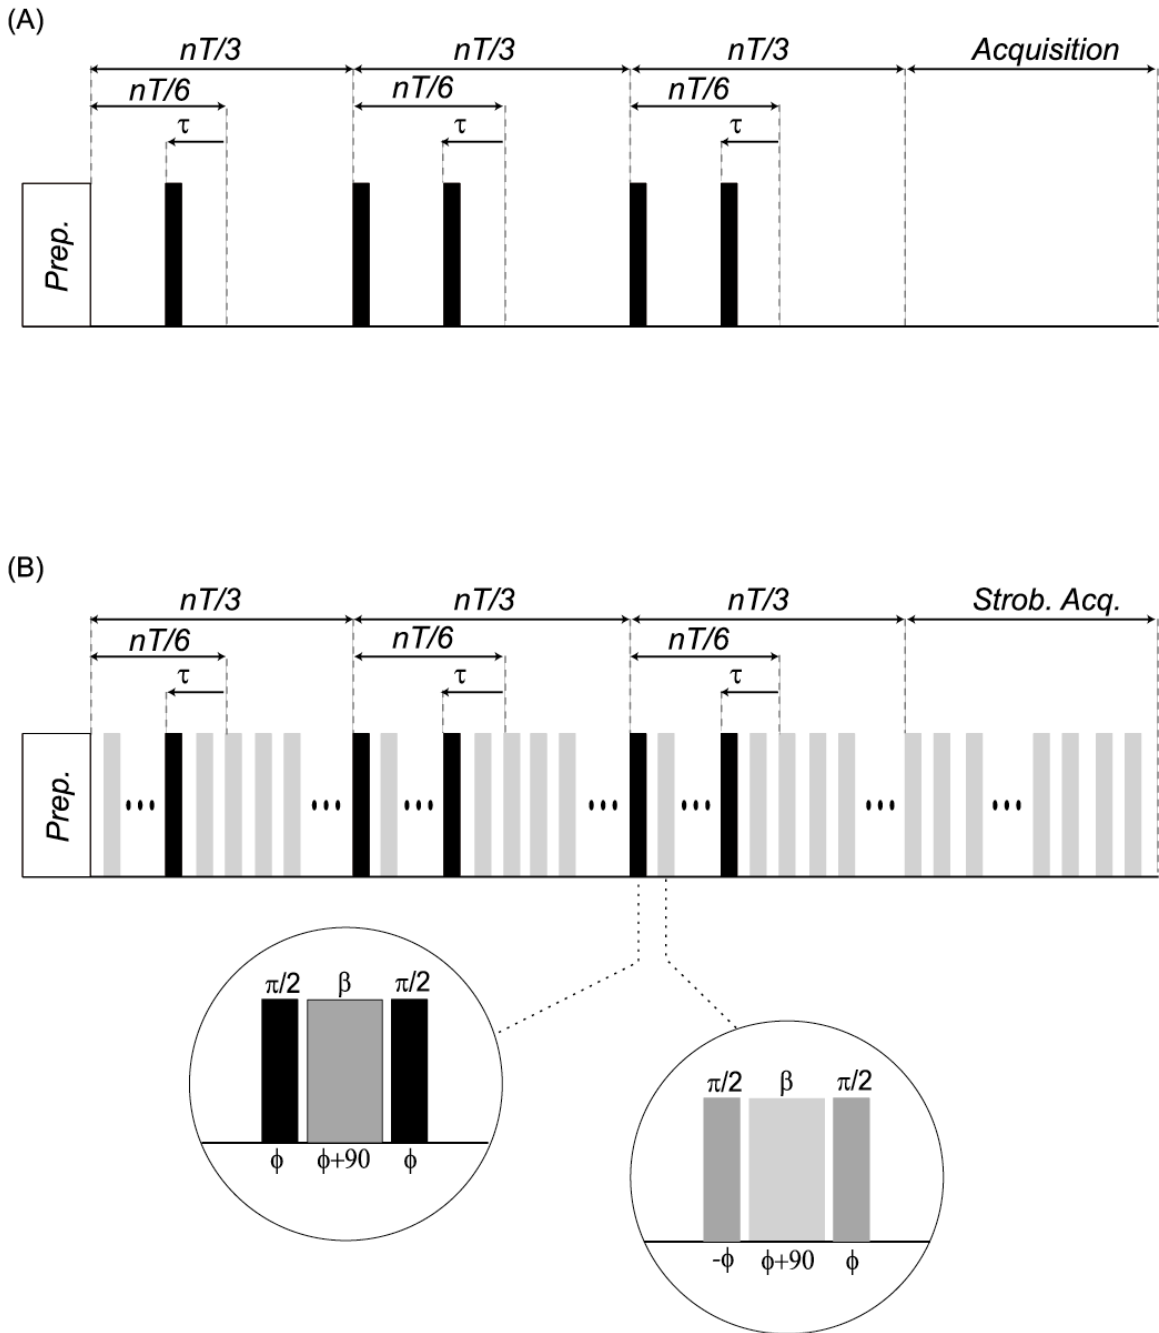 (A)
nT/3 nT/3 nT/3 Acquisition
nT/6 nT/6 nT/6
τ τ τ
Prep.
(B)
nT/3 nT/3 nT/3 Strob. Acq.
nT/6 nT/6 nT/6
τ τ τ
Prep.
π/2 β π/2
ϕ ϕ+90 ϕ
π/2 β π/2
-ϕ ϕ+90 ϕ